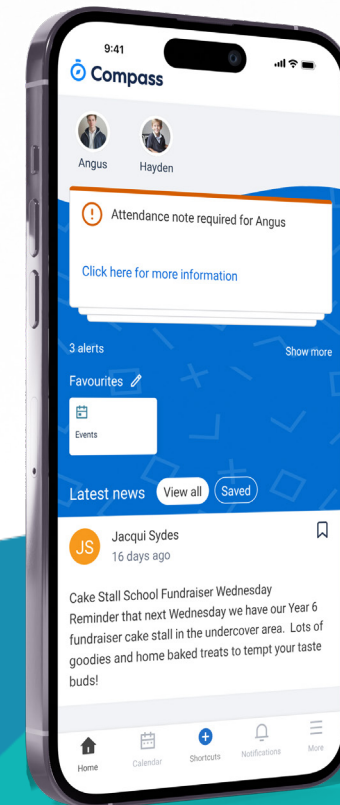 9:41
Compass
Angus Hayden
Attendance note required for Angus
Click here for more information
3 alerts Show more
Favourites
Events
Latest news View all Saved
JS
Jacqui Sydes
16 days ago
Cake Stall School Fundraiser Wednesday
Reminder that next Wednesday we have our Year 6
fundraiser cake stall in the undercover area. Lots of
goodies and home baked treats to tempt your taste
buds!
Home Calendar Shortcuts Notifications More